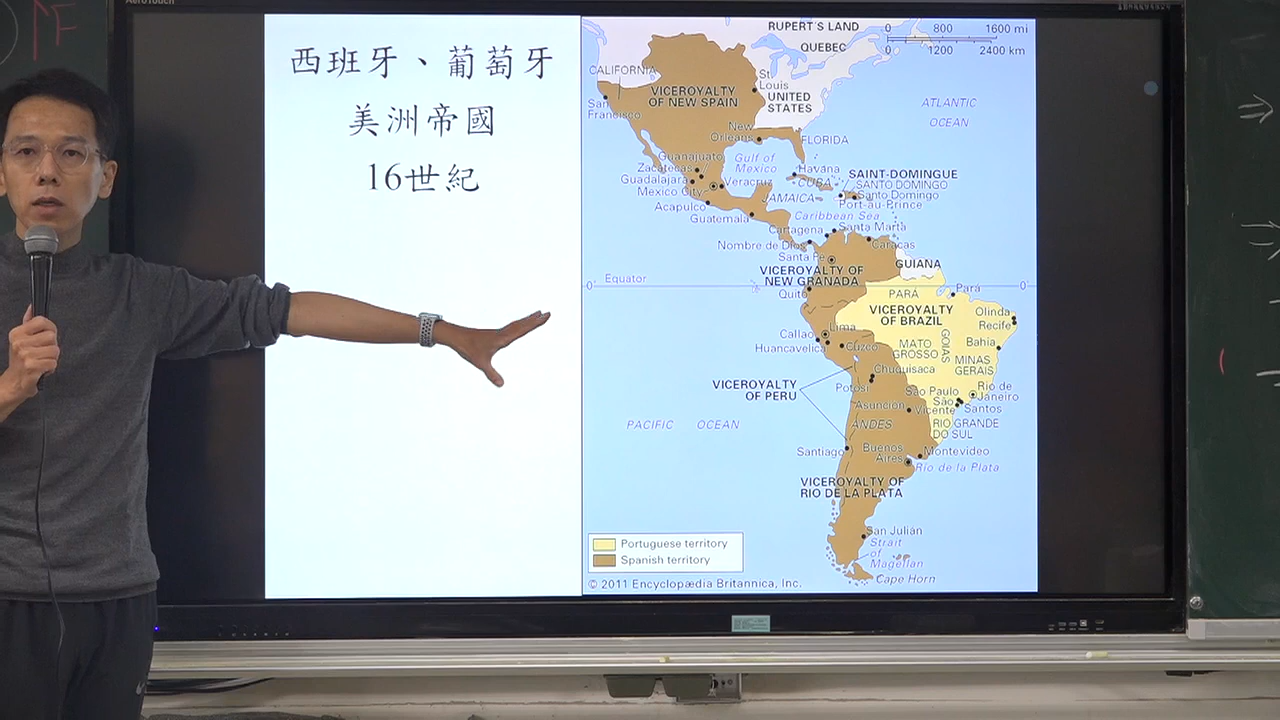 AeroTouch
西班牙、葡萄牙
美洲帝國
16世紀
RUPERT'S LAND
0 800 1600 mi
0 1200 2400 km
QUEBEC
CALIFORNIA
St.
Louis
VICEROYALTY
OF NEW SPAIN
UNITED
STATES
San
Francisco
ATLANTIC
OCEAN
New
Orleans
FLORIDA
Guanajuato
Gulf of
Mexico
Zacatecas
Havana
Guadalajara
CUBA
SAINT-DOMINGUE
SANTO DOMINGO
Mexico City
Veracruz
JAMAICA
Santo Domingo
Port-au-Prince
Acapulco
Guatemala
Caribbean Sea
Cartagena
Santa Marta
Nombre de Dios
Caracas
Santa Fe
GUIANA
VICEROYALTY OF
NEW GRANADA
0° Equator 0°
Quito
PARÁ
Pará
VICEROYALTY
OF BRAZIL
Olinda
Recife
Lima
Callao
Huancavelica
Cuzco
MATO
GROSSO
GOIÁS
Bahia
MINAS
GERAIS
Chuquisaca
VICEROYALTY
OF PERU
Potosí
São Paulo
Rio de
Janeiro
São
Vicente
Santos
Asunción
ANDES
RIO GRANDE
DO SUL
PACIFIC OCEAN
Santiago
Buenos
Aires
Montevideo
Río de la Plata
VICEROYALTY OF
RIO DE LA PLATA
San Julián
Strait
of
Magellan
Cape Horn
Portuguese territory
Spanish territory
© 2011 Encyclopædia Britannica, Inc.